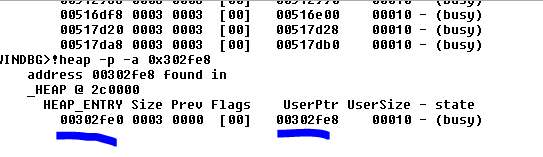 00516df8 0003 0003 [00] 00516e00 00010 - (busy)
00517d20 0003 0003 [00] 00517d28 00010 - (busy)
00517da8 0003 0003 [00] 00517db0 00010 - (busy)
WINDBG>!heap -p -a 0x302fe8
address 00302fe8 found in
_HEAP @ 2c0000
HEAP_ENTRY Size Prev Flags UserPtr UserSize - state
00302fe0 0003 0000 [00] 00302fe8 00010 - (busy)